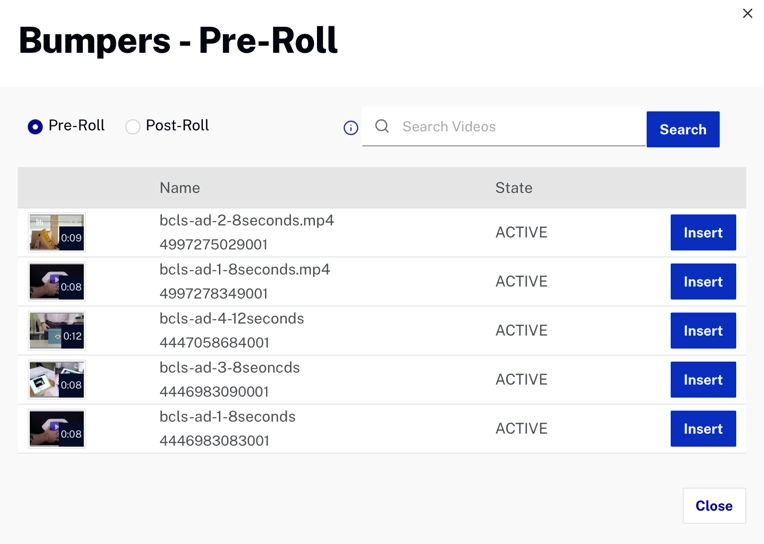 Bumpers - Pre-Roll
Pre-Roll
Post-Roll
Search Videos
Search
Name
State
0:09
bcls-ad-2-8seconds.mp4
4997275029001
ACTIVE
Insert
0:08
bcls-ad-1-8seconds.mp4
4997278349001
ACTIVE
Insert
0:12
bcls-ad-4-12seconds
4447058684001
ACTIVE
Insert
0:08
bcls-ad-3-8seoncds
4446983090001
ACTIVE
Insert
0:08
bcls-ad-1-8seconds
4446983083001
ACTIVE
Insert
Close